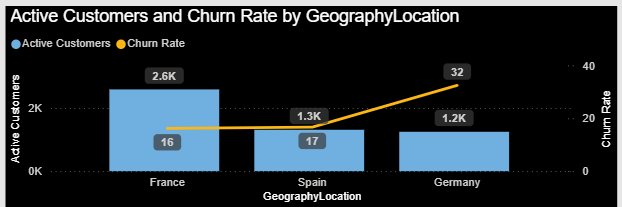 Active Customers and Churn Rate by GeographyLocation
Active Customers Churn Rate
Active Customers
2K
0K
2.6K
16
1.3K
17
32
1.2K
40
20
0
Churn Rate
France Spain Germany
GeographyLocation